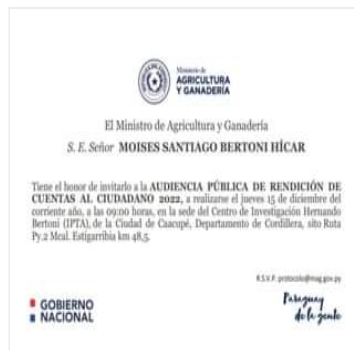 Ministerio de
AGRICULTURA
Y GANADERÍA
El Ministro de Agricultura y Ganadería
S. E. Señor MOISES SANTIAGO BERTONI HÍCAR
Tiene el honor de invitarlo a la AUDIENCIA PÚBLICA DE RENDICIÓN DE
CUENTAS AL CIUDADANO 2022, a realizarse el jueves 15 de diciembre del
corriente año, a las 09:00 horas, en la sede del Centro de Investigación Hernando
Bertoni (IPTA), de la Ciudad de Caacupé, Departamento de Cordillera, sito Ruta
Py.2 Mcal. Estigarribia km 48,5.
R.S.V.P. protocolo@mag.gov.py
GOBIERNO
NACIONAL
Paraguay
de la gente